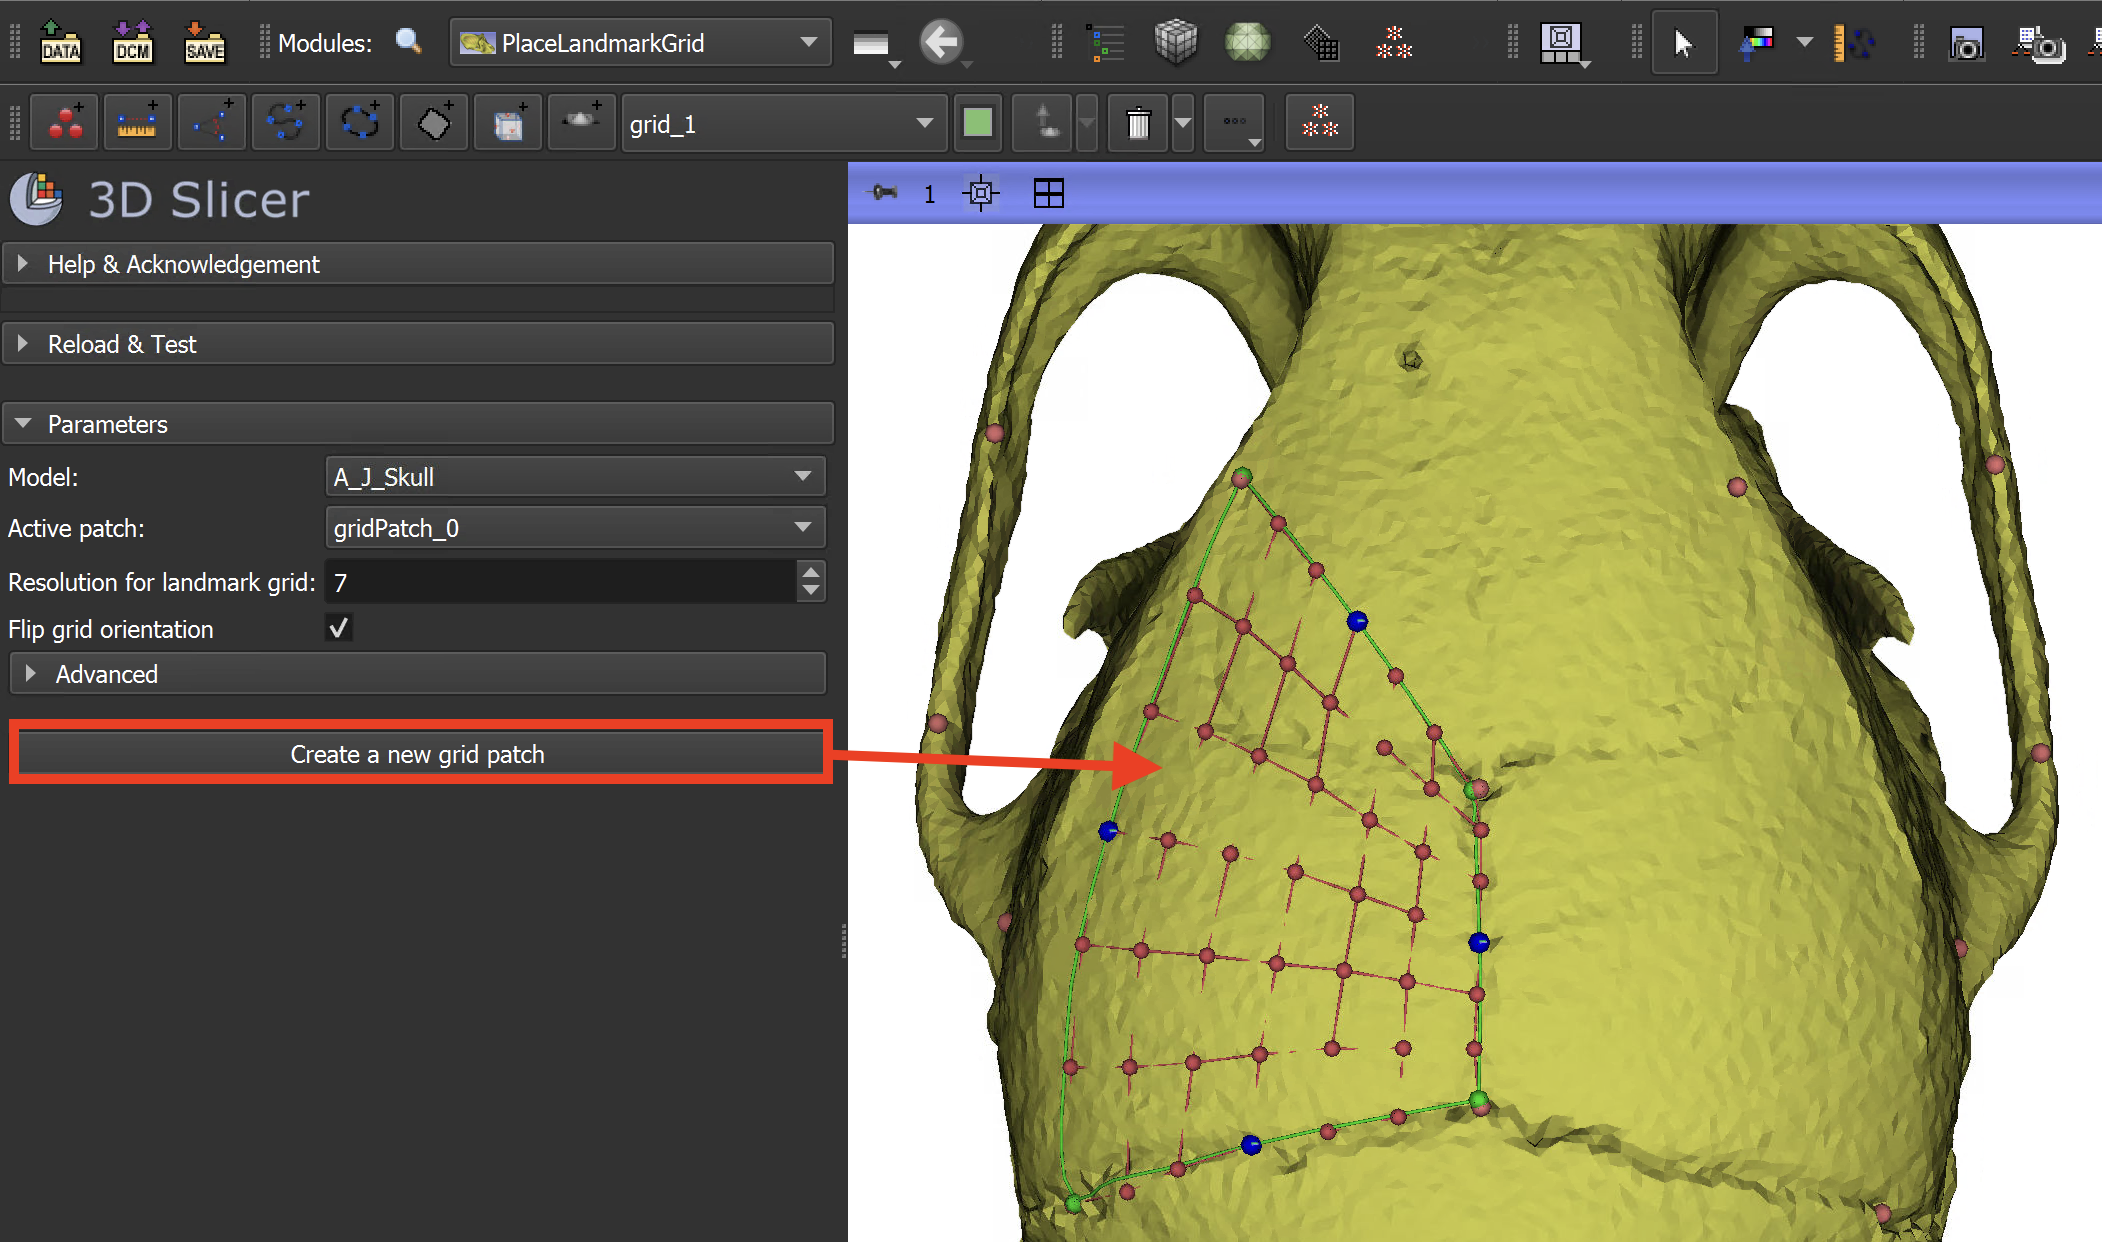 DATA
DCM
SAVE
Modules:
PlaceLandmarkGrid
grid_1
3D Slicer
1
Help & Acknowledgement
Reload & Test
Parameters
Model:
A_J_Skull
Active patch:
gridPatch_0
Resolution for landmark grid:
7
Flip grid orientation
Advanced
Create a new grid patch